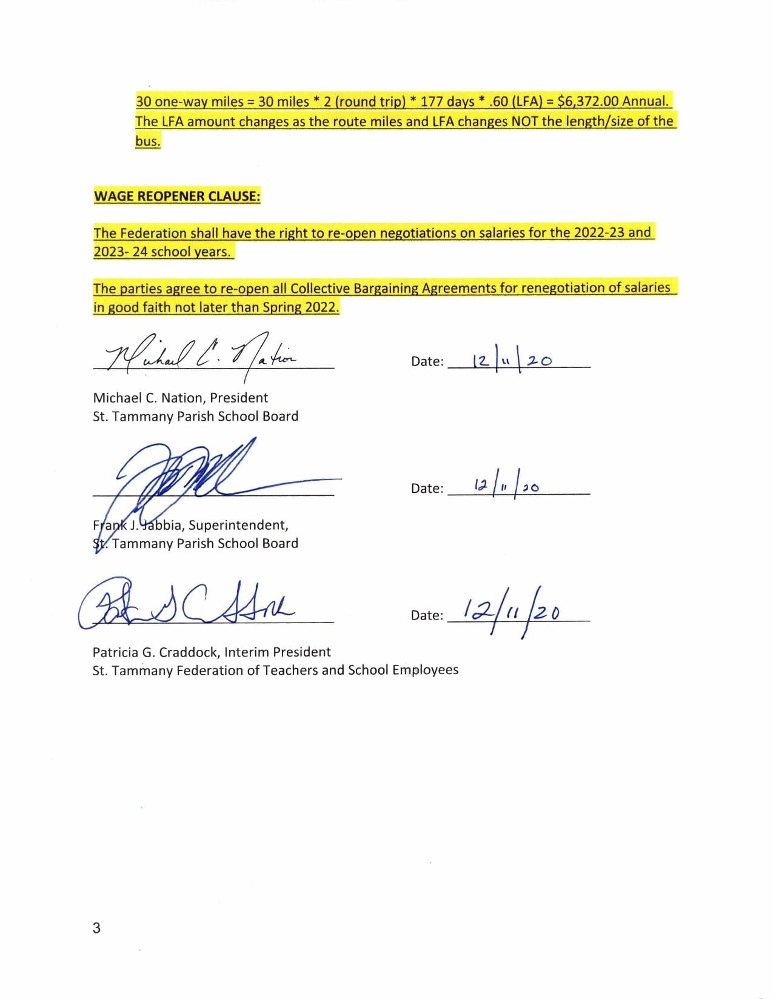 30 one-way miles = 30 miles * 2 (round trip) * 177 days * .60 (LFA) = $6,372.00 Annual.
The LFA amount changes as the route miles and LFA changes NOT the length/size of the
bus.
WAGE REOPENER CLAUSE:
The Federation shall have the right to re-open negotiations on salaries for the 2022-23 and
2023- 24 school years.
The parties agree to re-open all Collective Bargaining Agreements for renegotiation of salaries
in good faith not later than Spring 2022.
Michael C. Nation Date: 12/11/20
Michael C. Nation, President
St. Tammany Parish School Board
Date: 12/11/20
Frank J. Jabbia, Superintendent,
St. Tammany Parish School Board
Date: 12/11/20
Patricia G. Craddock, Interim President
St. Tammany Federation of Teachers and School Employees
3